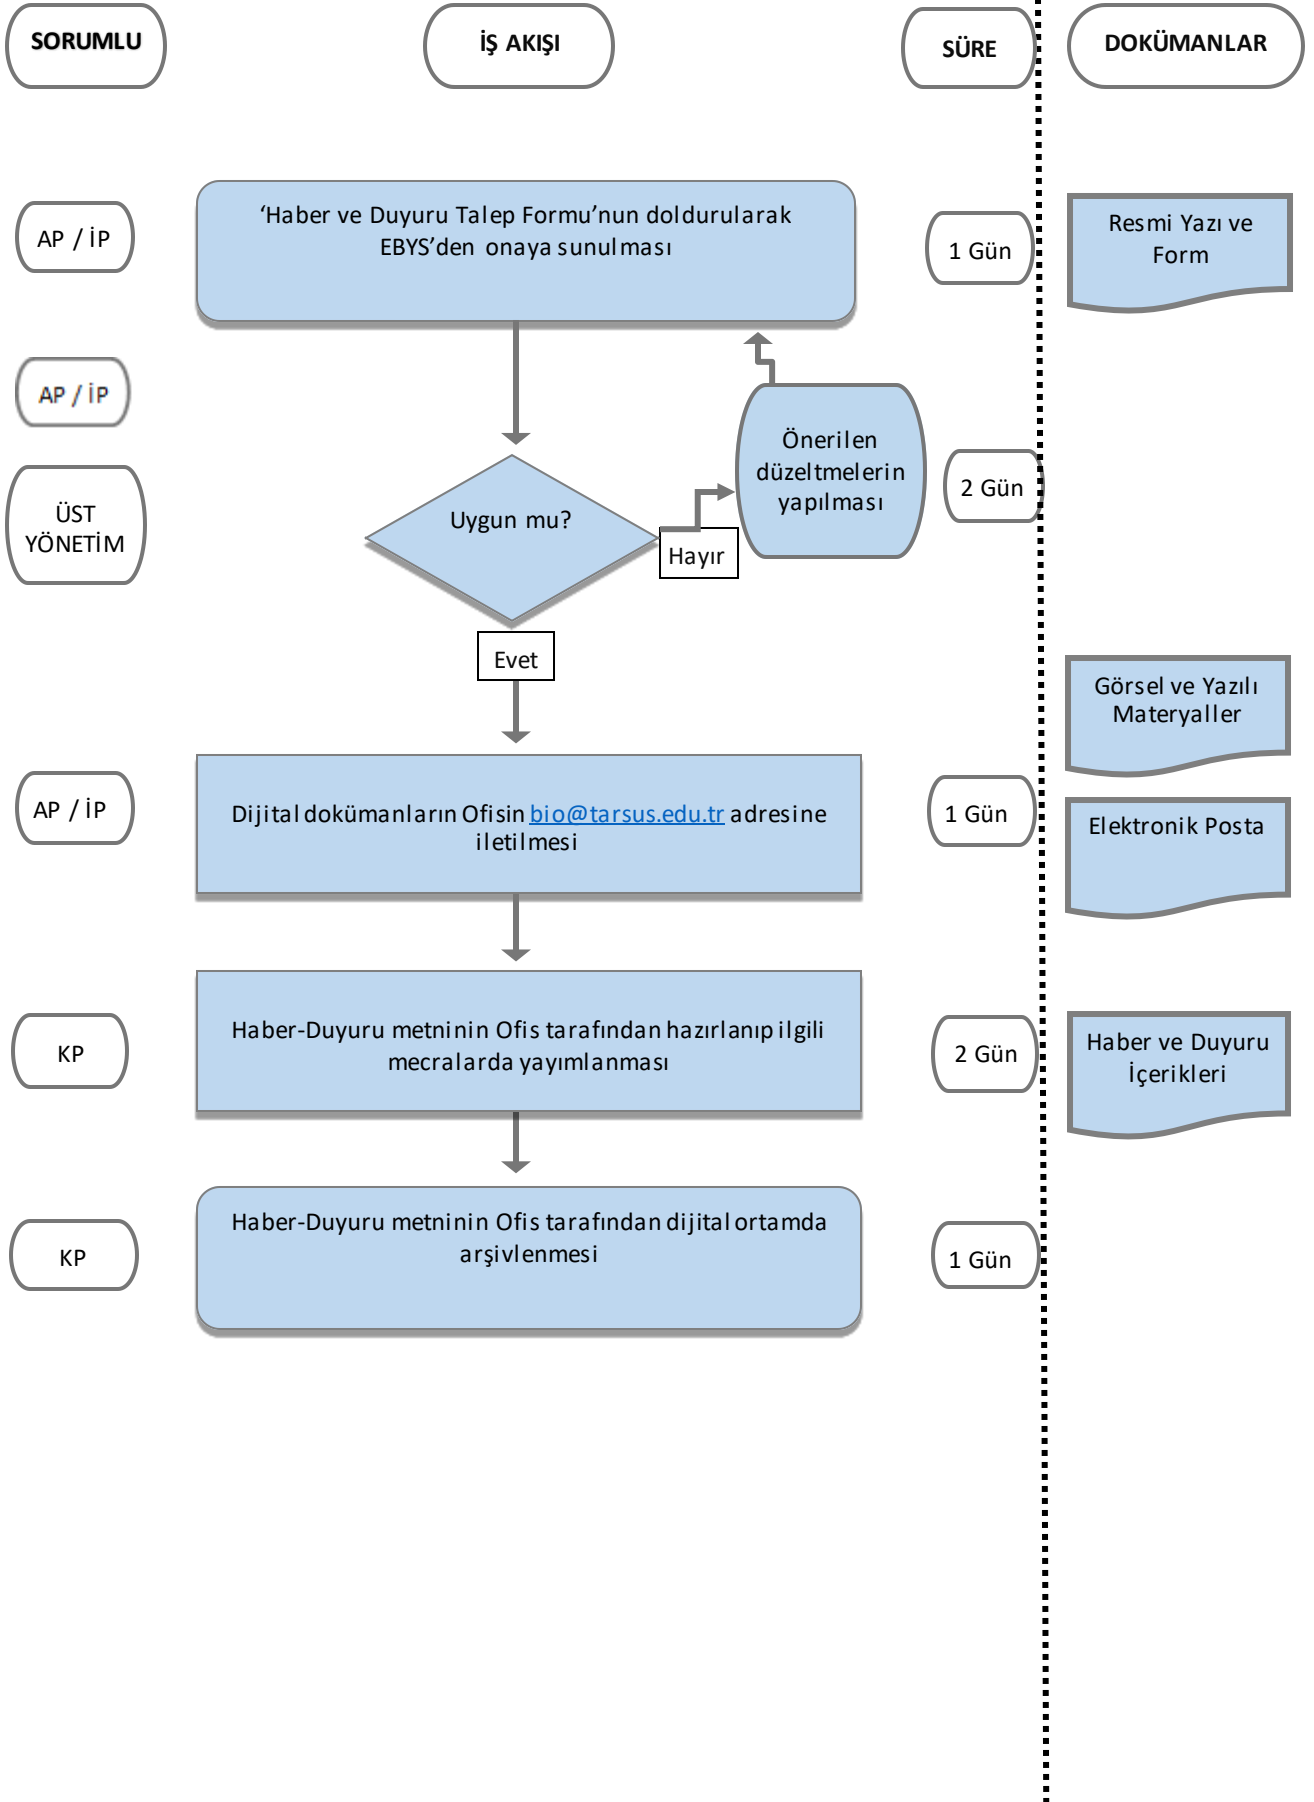 SORUMLU
İŞ AKIŞI
SÜRE
DOKÜMANLAR
AP / İP
‘Haber ve Duyuru Talep Formu’nun doldurularak
EBYS’den onaya sunulması
1 Gün
Resmi Yazı ve
Form
AP / İP
ÜST
YÖNETİM
Uygun mu?
Hayır
Önerilen
düzeltmelerin
yapılması
2 Gün
Evet
Görsel ve Yazılı
Materyaller
AP / İP
Dijital dokümanların Ofisin bio@tarsus.edu.tr adresine
iletilmesi
1 Gün
Elektronik Posta
KP
Haber-Duyuru metninin Ofis tarafından hazırlanıp ilgili
mecralarda yayımlanması
2 Gün
Haber ve Duyuru
İçerikleri
KP
Haber-Duyuru metninin Ofis tarafından dijital ortamda
arşivlenmesi
1 Gün